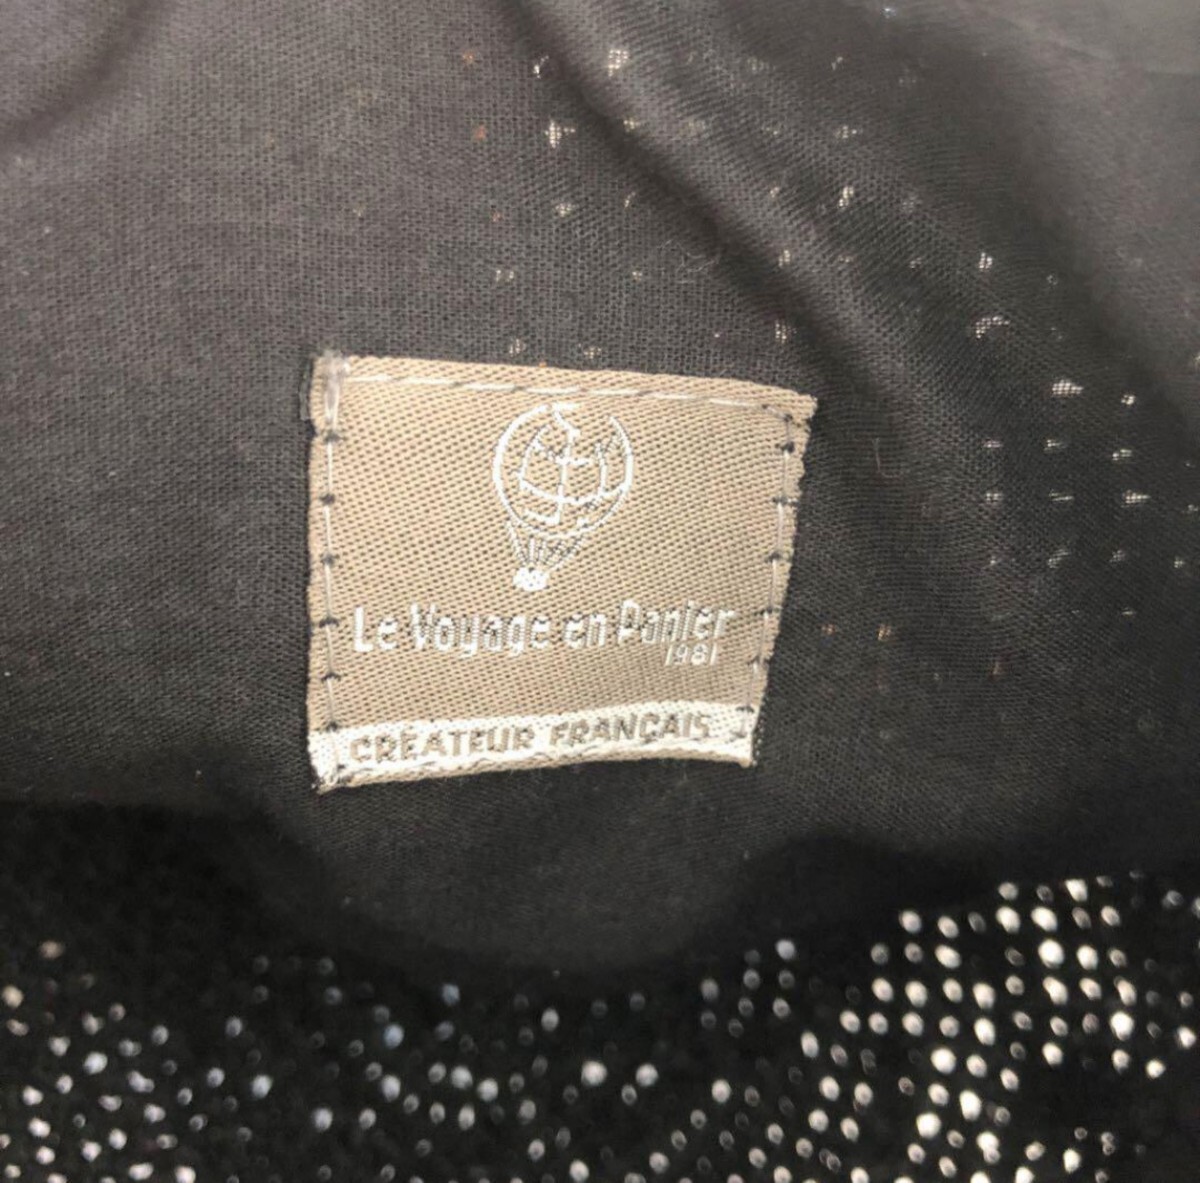 Le Voyage en Panier
1981
CRÉATEUR FRANÇAIS